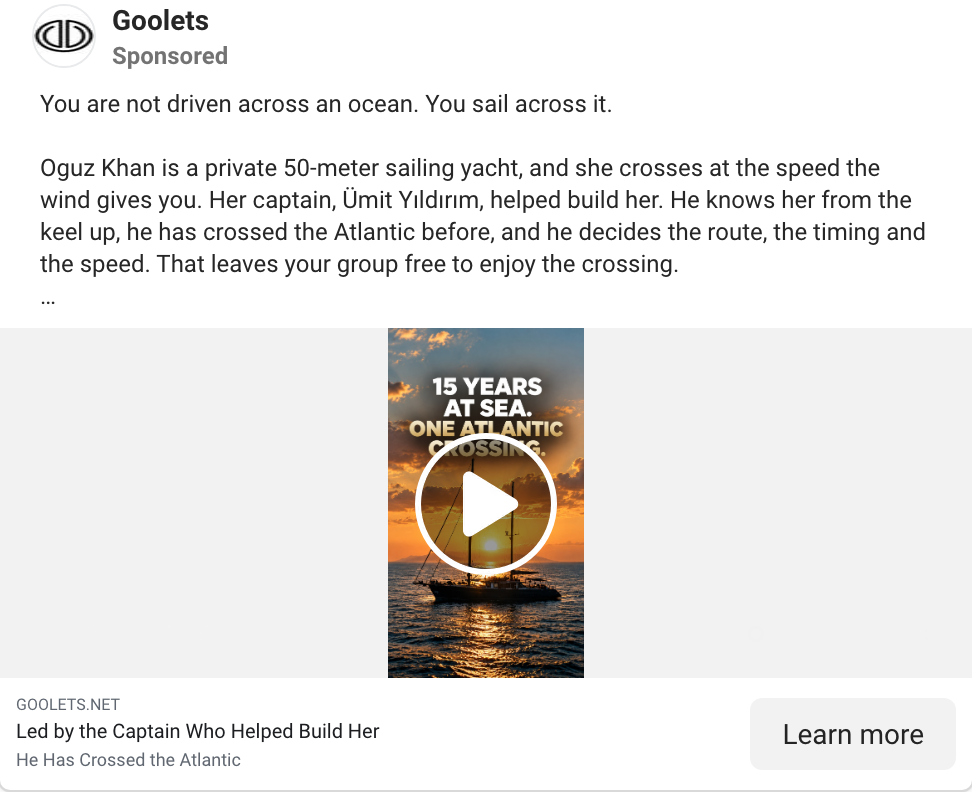 Goolets
Sponsored
You are not driven across an ocean. You sail across it.
Oguz Khan is a private 50-meter sailing yacht, and she crosses at the speed the
wind gives you. Her captain, Ümit Yıldırım, helped build her. He knows her from the
keel up, he has crossed the Atlantic before, and he decides the route, the timing and
the speed. That leaves your group free to enjoy the crossing.
...
15 YEARS
AT SEA.
ONE ATLANTIC
CROSSING.
GOOLETS.NET
Led by the Captain Who Helped Build Her
He Has Crossed the Atlantic
Learn more